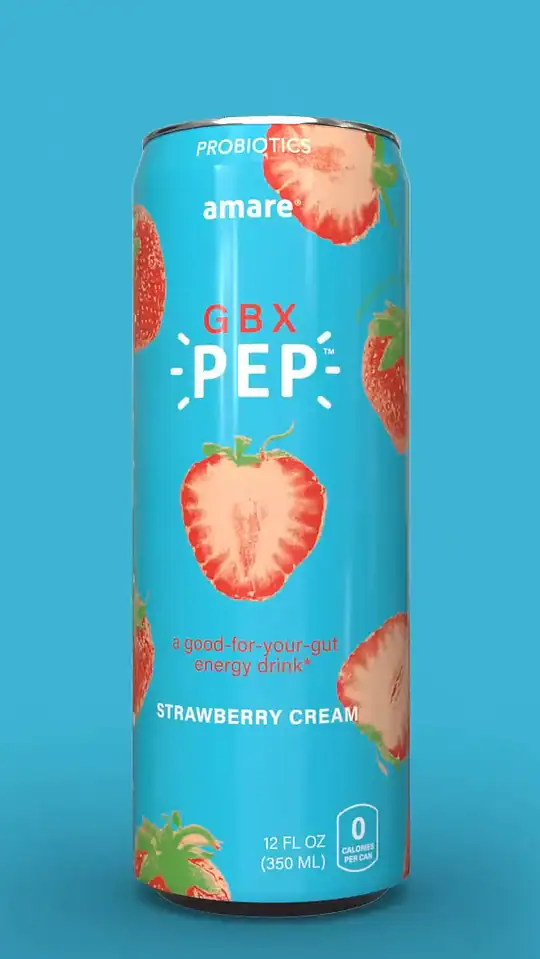 PROBIOTICS
amare®
GBX
PEP™
a good-for-your-gut
energy drink*
STRAWBERRY CREAM
12 FL OZ
(350 ML)
0
CALORIES
PER CAN